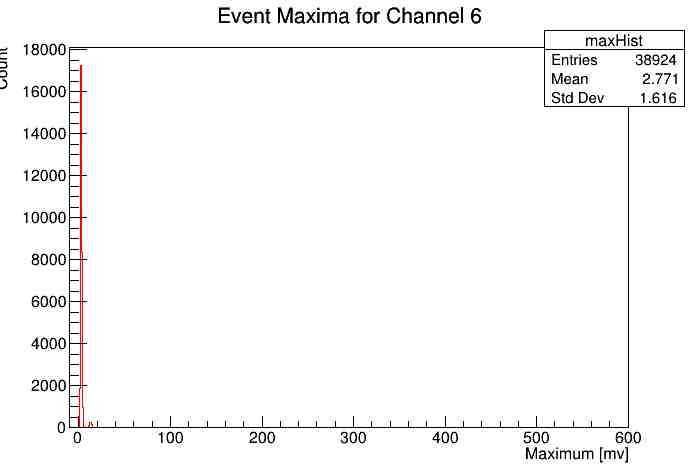 Event Maxima for Channel 6
maxHist
Entries 38924
Mean 2.771
Std Dev 1.616
Count
18000
16000
14000
12000
10000
8000
6000
4000
2000
0
0 100 200 300 400 500 600
Maximum [mv]